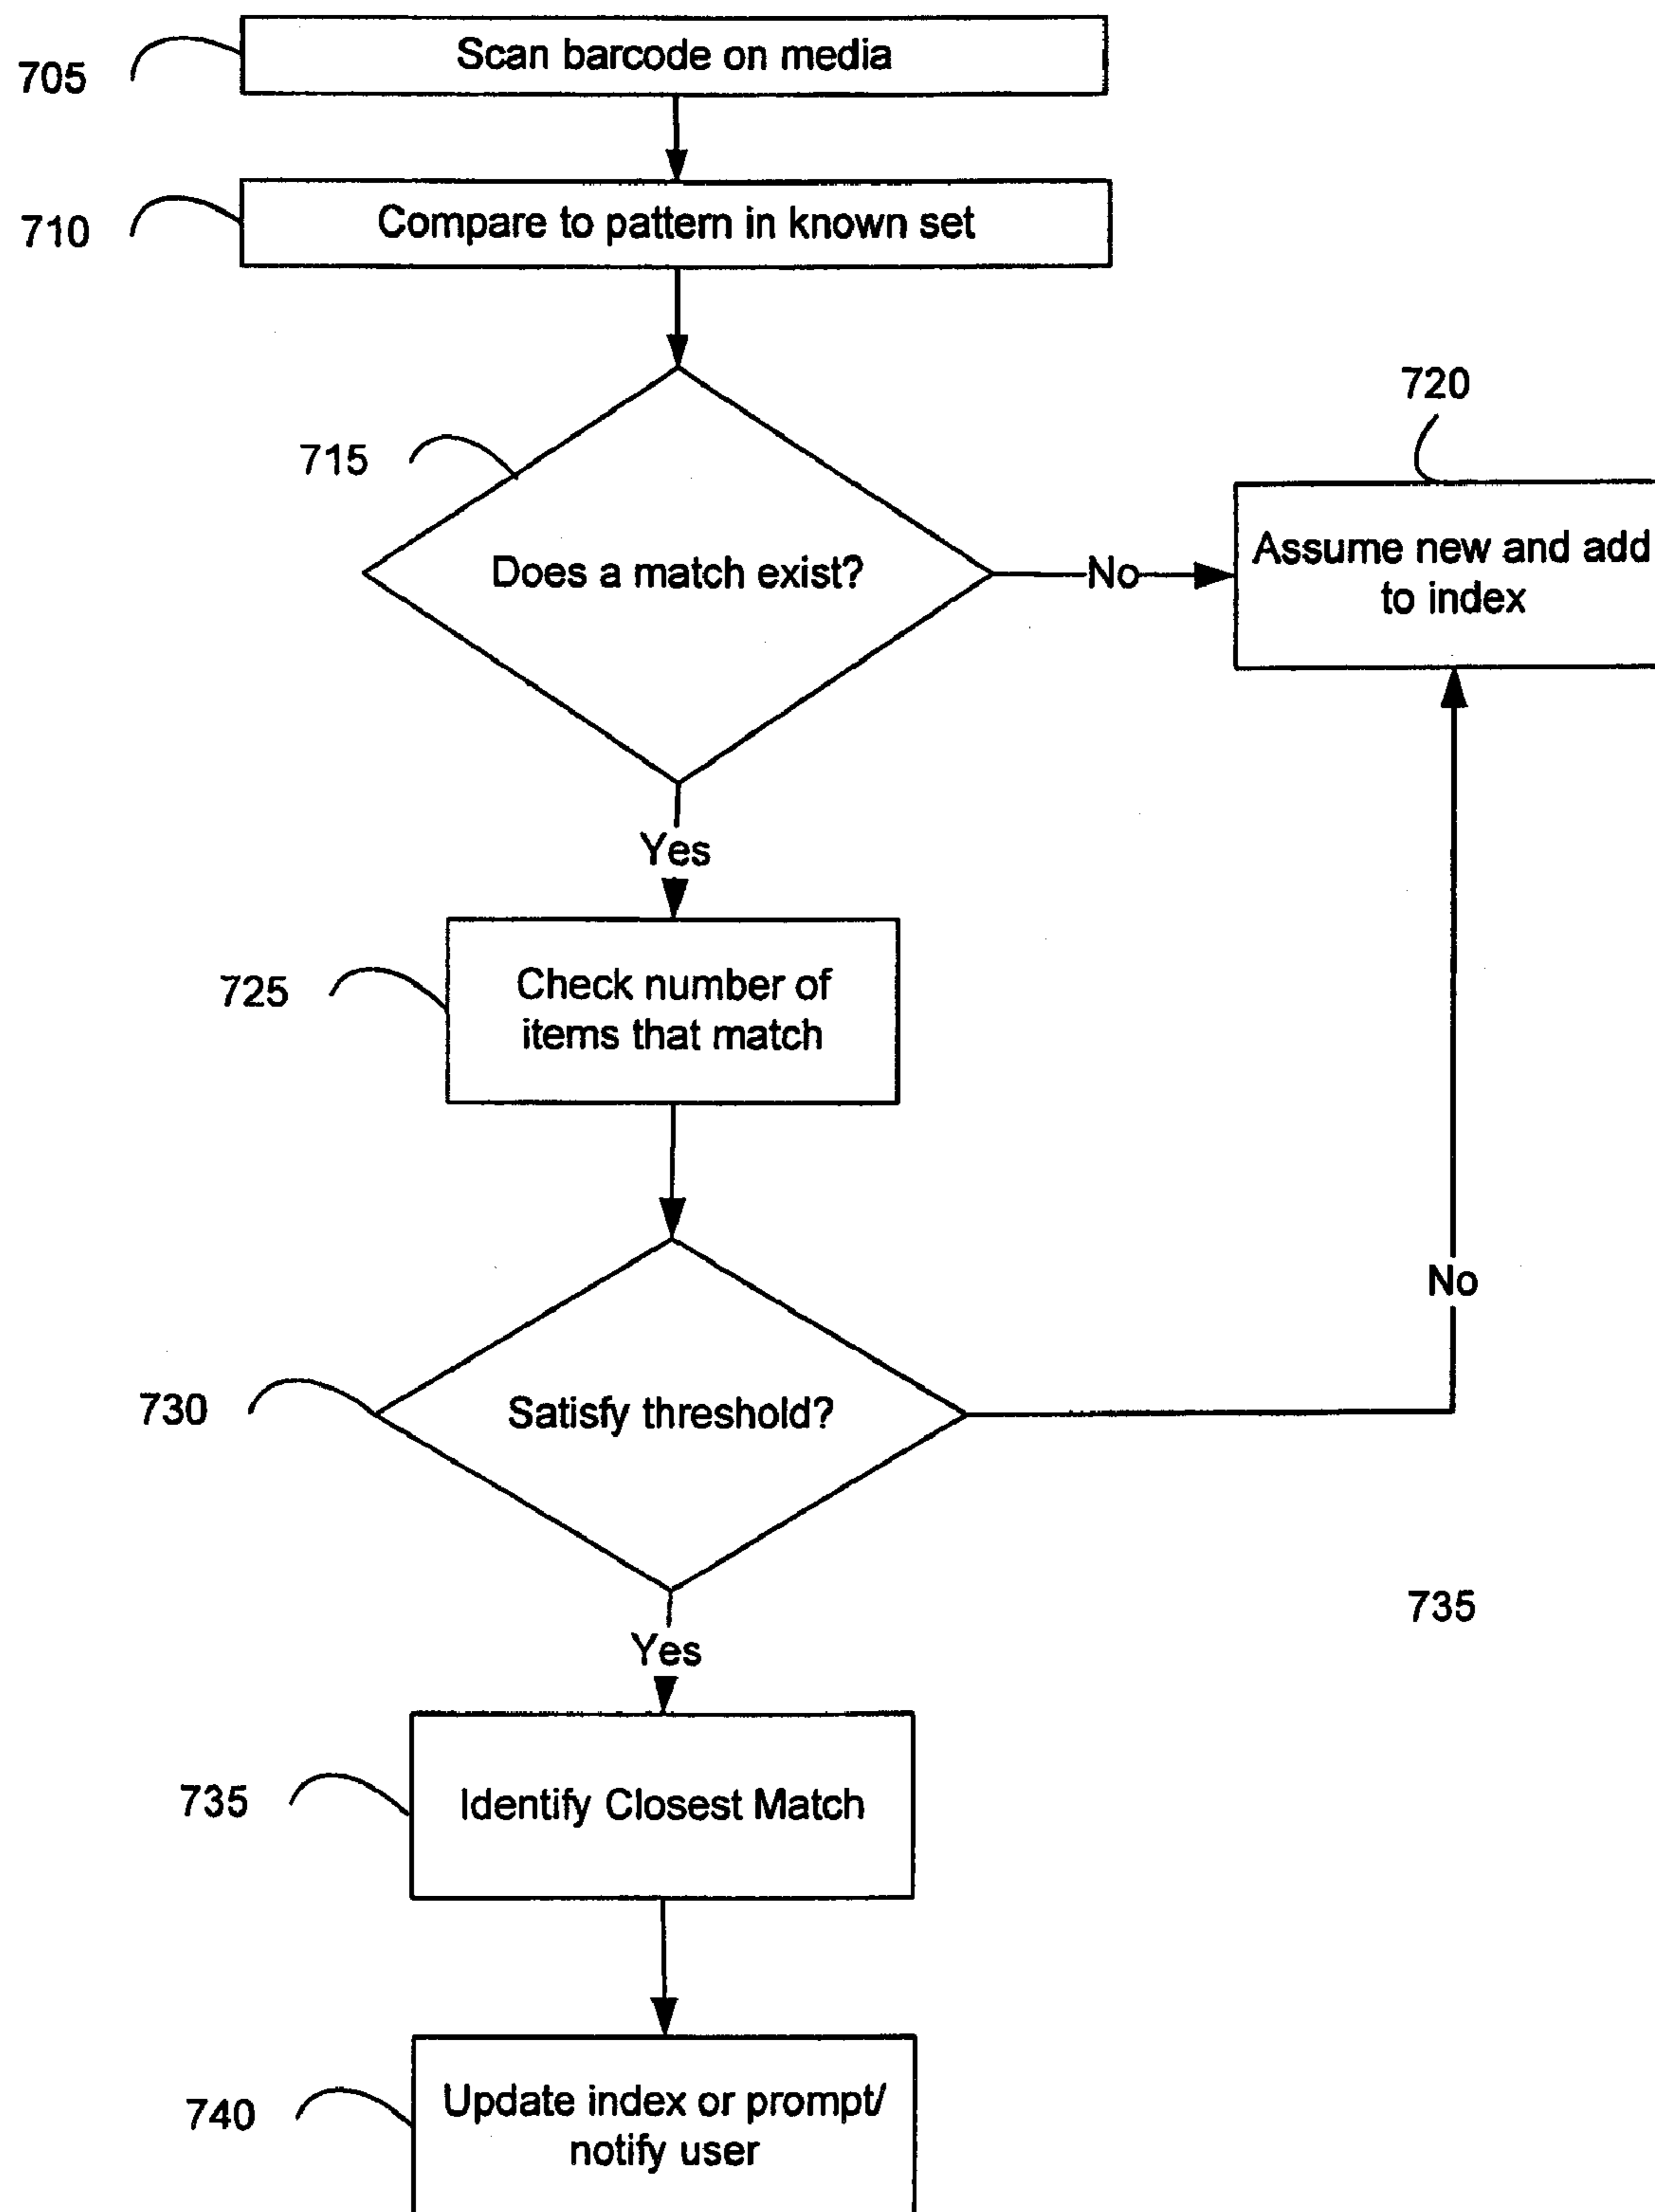 705
Scan barcode on media
710
Compare to pattern in known set
715
Does a match exist?
No
720
Assume new and add
to index
Yes
725
Check number of
items that match
730
Satisfy threshold?
No
735
Yes
735
Identify Closest Match
740
Update index or prompt/
notify user